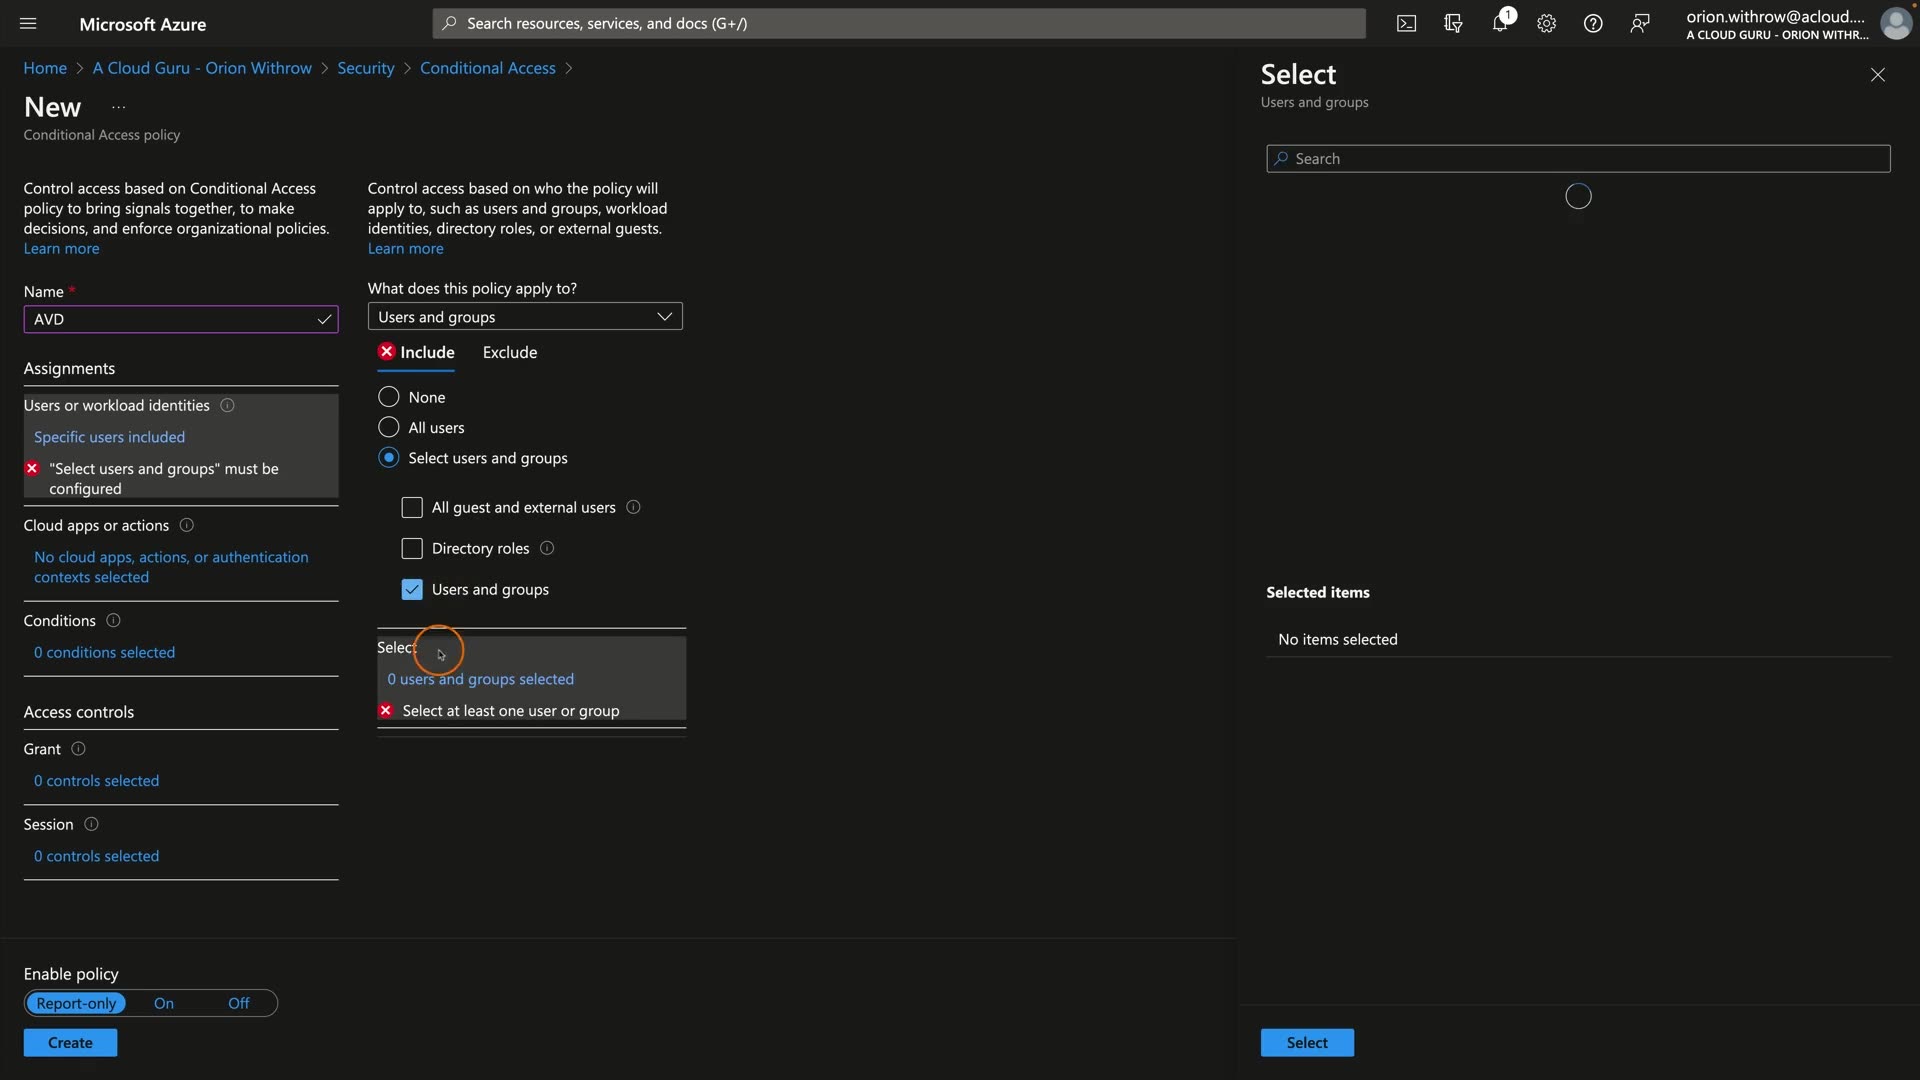 Microsoft Azure
Search resources, services, and docs (G+/)
1
orion.withrow@acloud....
A CLOUD GURU - ORION WITHR...
Home > A Cloud Guru - Orion Withrow > Security > Conditional Access >
New ...
Conditional Access policy
Control access based on Conditional Access
policy to bring signals together, to make
decisions, and enforce organizational policies.
Learn more
Name *
AVD
Assignments
Users or workload identities
Specific users included
"Select users and groups" must be
configured
Cloud apps or actions
No cloud apps, actions, or authentication
contexts selected
Conditions
0 conditions selected
Access controls
Grant
0 controls selected
Session
0 controls selected
Enable policy
Report-only On Off
Create
Control access based on who the policy will
apply to, such as users and groups, workload
identities, directory roles, or external guests.
Learn more
What does this policy apply to?
Users and groups
Include Exclude
None
All users
Select users and groups
All guest and external users
Directory roles
Users and groups
Select
0 users and groups selected
Select at least one user or group
Select
Users and groups
Search
Selected items
No items selected
Select